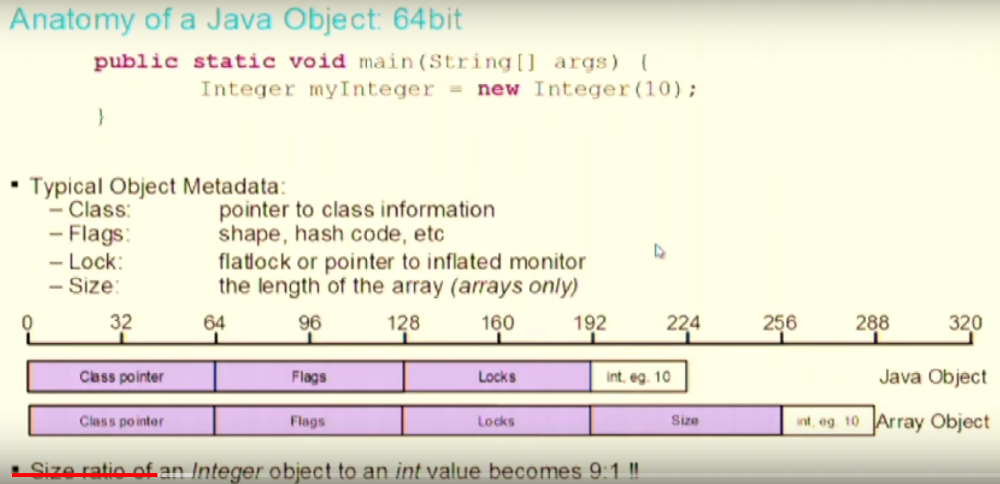 Anatomy of a Java Object: 64bit
public static void main(String[] args) {
Integer myInteger = new Integer(10);
}
▪ Typical Object Metadata:
– Class: pointer to class information
– Flags: shape, hash code, etc
– Lock: flatlock or pointer to inflated monitor
– Size: the length of the array (arrays only)
0 32 64 96 128 160 192 224 256 288 320
Class pointer Flags Locks int, eg. 10 Java Object
Class pointer Flags Locks Size int, eg. 10 Array Object
▪ Size ratio of an Integer object to an int value becomes 9:1 !!